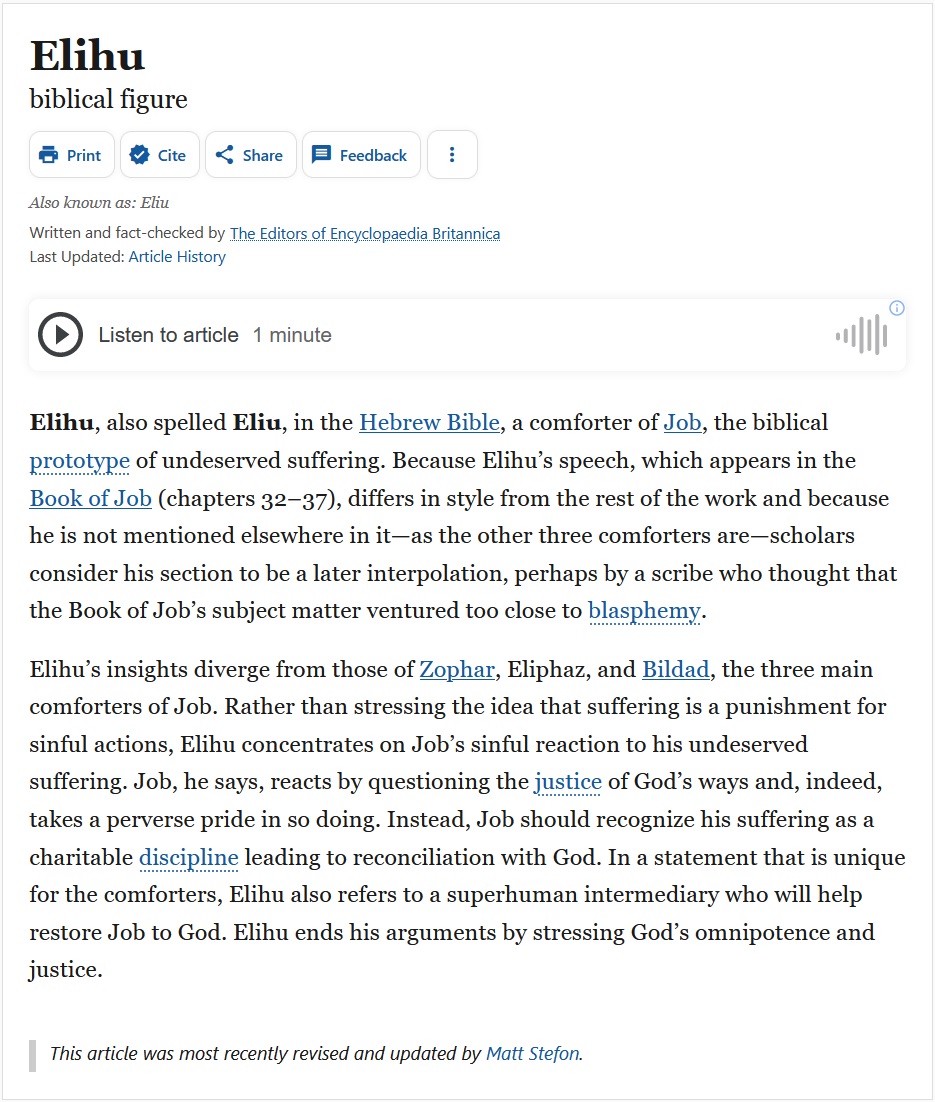 Elihu
biblical figure
Print Cite Share Feedback
Also known as: Eliu
Written and fact-checked by The Editors of Encyclopaedia Britannica
Last Updated: Article History
Listen to article 1 minute
Elihu, also spelled Eliu, in the Hebrew Bible, a comforter of Job, the biblical
prototype of undeserved suffering. Because Elihu’s speech, which appears in the
Book of Job (chapters 32–37), differs in style from the rest of the work and because
he is not mentioned elsewhere in it—as the other three comforters are—scholars
consider his section to be a later interpolation, perhaps by a scribe who thought that
the Book of Job’s subject matter ventured too close to blasphemy.
Elihu’s insights diverge from those of Zophar, Eliphaz, and Bildad, the three main
comforters of Job. Rather than stressing the idea that suffering is a punishment for
sinful actions, Elihu concentrates on Job’s sinful reaction to his undeserved
suffering. Job, he says, reacts by questioning the justice of God’s ways and, indeed,
takes a perverse pride in so doing. Instead, Job should recognize his suffering as a
charitable discipline leading to reconciliation with God. In a statement that is unique
for the comforters, Elihu also refers to a superhuman intermediary who will help
restore Job to God. Elihu ends his arguments by stressing God’s omnipotence and
justice.
This article was most recently revised and updated by Matt Stefon.